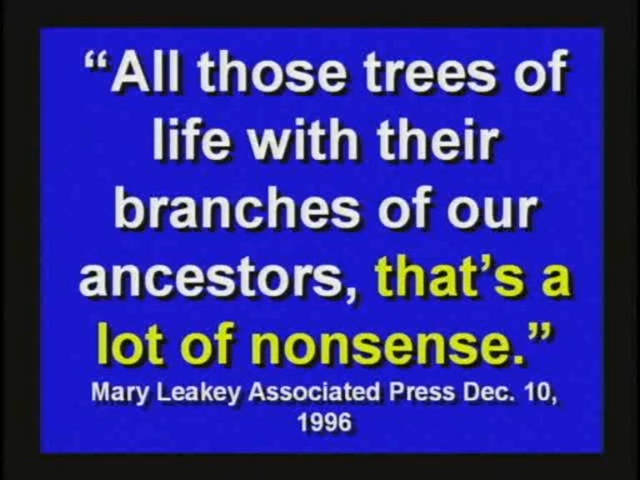 “All those trees of
life with their
branches of our
ancestors, that’s a
lot of nonsense.”
Mary Leakey Associated Press Dec. 10,
1996